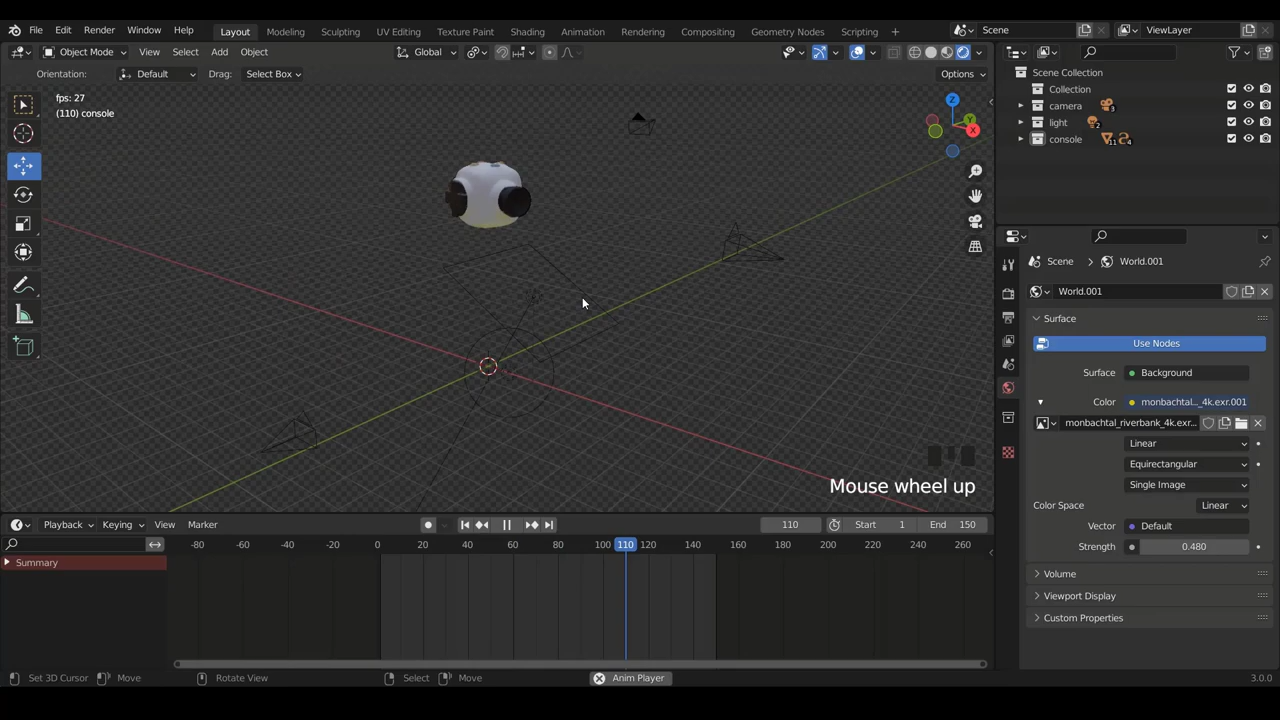 File Edit Render Window Help Layout Modeling Sculpting UV Editing Texture Paint Shading Animation Rendering Compositing Geometry Nodes Scripting Scene ViewLayer
Object Mode View Select Add Object Global
Orientation: Default Drag: Select Box Options
fps: 27
(110) console
Z
Y
X
Scene Collection
Collection
camera 3
light 2
console 11 4
Scene World.001
World.001
Surface
Use Nodes
Surface Background
Color monbachtal..._4k.exr.001
monbachtal_riverbank_4k.exr...
Linear
Equirectangular
Single Image
Color Space Linear
Vector Default
Strength 0.480
Volume
Viewport Display
Custom Properties
Mouse wheel up
Playback Keying View Marker 110 Start 1 End 150
-80 -60 -40 -20 0 20 40 60 80 100 110 120 140 160 180 200 220 240 260
Summary
Set 3D Cursor Move Rotate View Select Move Anim Player 3.0.0